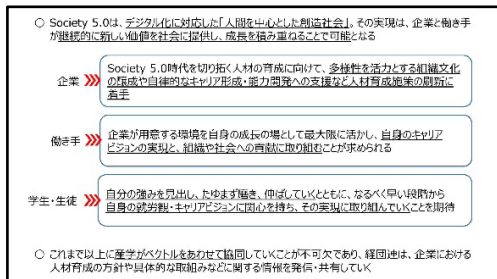 ○ Society 5.0は、デジタル化に対応した「人間を中心とした創造社会」。その実現は、企業と働き手
が継続的に新しい価値を社会に提供し、成長を積み重ねることで可能となる
企業
Society 5.0時代を切り拓く人材の育成に向けて、多様性を活力とする組織文化
の醸成や自律的なキャリア形成・能力開発への支援など人材育成施策の刷新に
着手
働き手
企業が用意する環境を自身の成長の場として最大限に活かし、自身のキャリア
ビジョンの実現と、組織や社会への貢献に取り組むことが求められる
学生・生徒
自分の強みを見出し、たゆまず磨き、伸ばしていくとともに、なるべく早い段階から
自身の就労観・キャリアビジョンに関心を持ち、その実現に取り組んでいくことを期待
○ これまで以上に産学がベクトルをあわせて協同していくことが不可欠であり、経団連は、企業における
人材育成の方針や具体的な取組みなどに関する情報を発信・共有していく